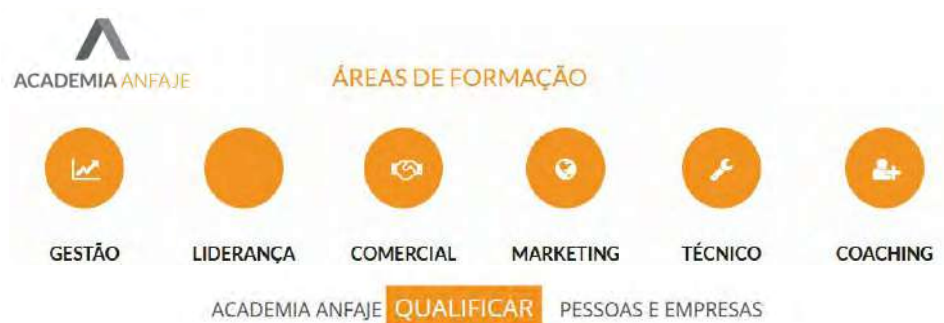 ACADEMIA ANFAJE
ÁREAS DE FORMAÇÃO
GESTÃO LIDERANÇA COMERCIAL MARKETING TÉCNICO COACHING
ACADEMIA ANFAJE QUALIFICAR PESSOAS E EMPRESAS